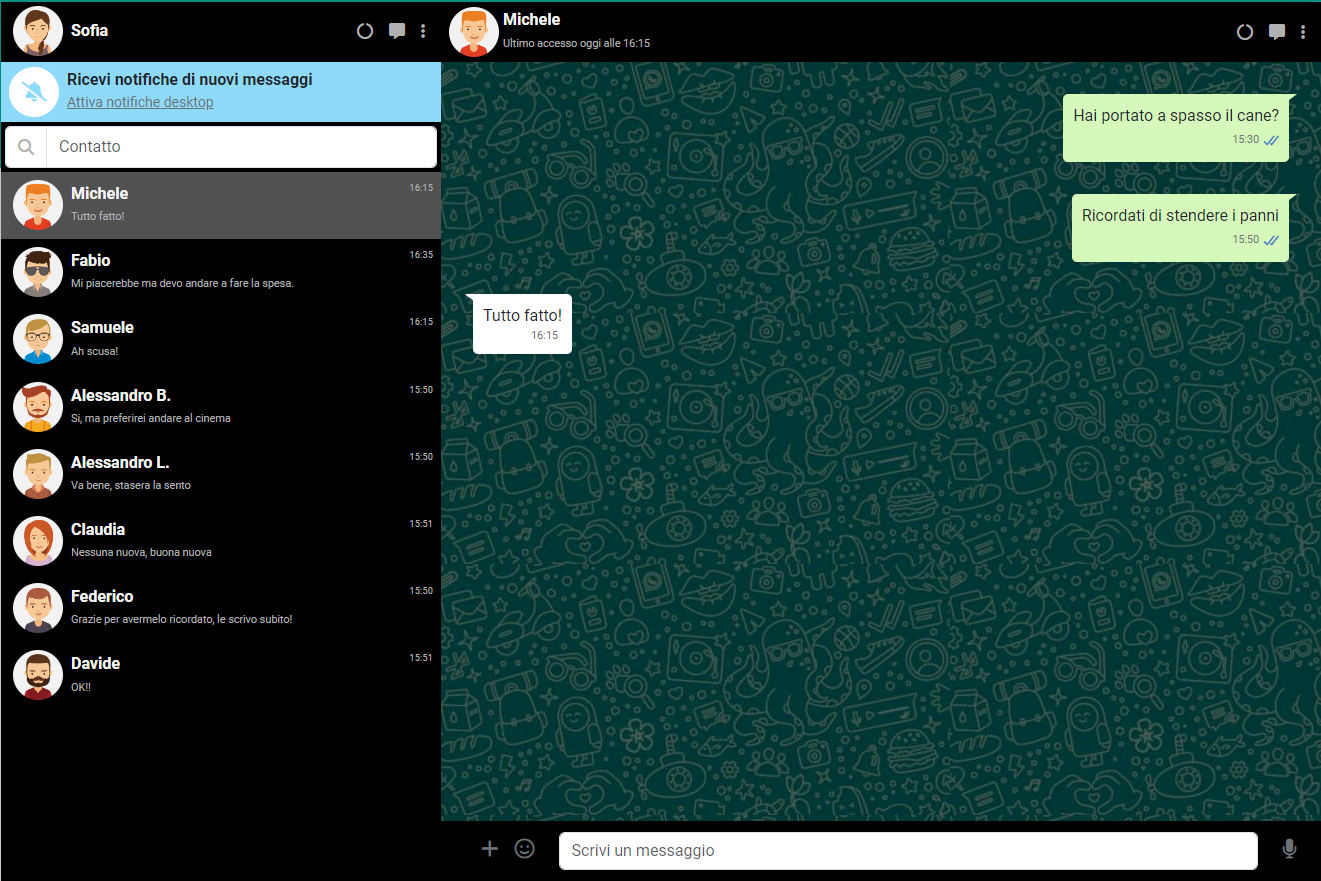 Sofia
Ricevi notifiche di nuovi messaggi
Attiva notifiche desktop
Contatto
Michele 16:15
Tutto fatto!
Fabio 16:35
Mi piacerebbe ma devo andare a fare la spesa.
Samuele 16:15
Ah scusa!
Alessandro B. 15:50
Si, ma preferirei andare al cinema
Alessandro L. 15:50
Va bene, stasera la sento
Claudia 15:51
Nessuna nuova, buona nuova
Federico 15:50
Grazie per avermelo ricordato, le scrivo subito!
Davide 15:51
OK!!
Michele
Ultimo accesso oggi alle 16:15
Hai portato a spasso il cane?
15:30
Ricordati di stendere i panni
15:50
Tutto fatto!
16:15
Scrivi un messaggio